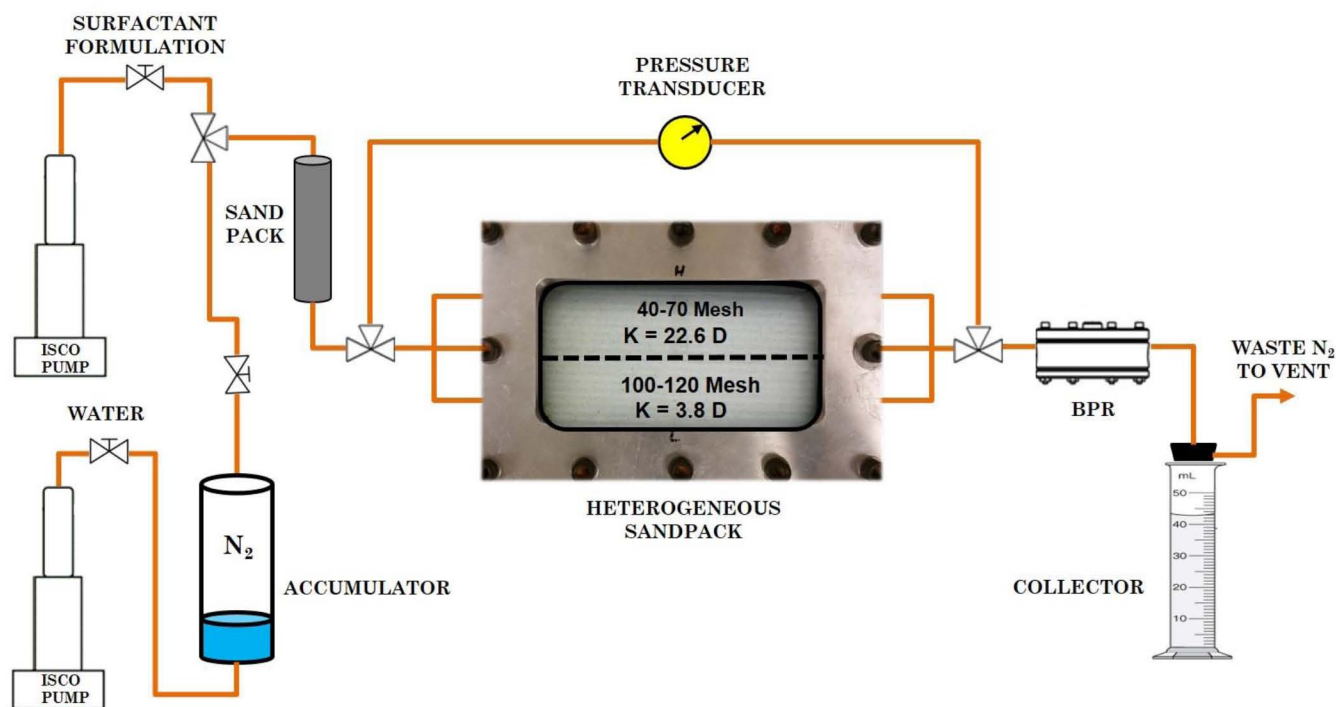 SURFACTANT
FORMULATION
PRESSURE
TRANSDUCER
SAND
PACK
H
40-70 Mesh
K = 22.6 D
100-120 Mesh
K = 3.8 D
L
ISCO
PUMP
WASTE N₂
TO VENT
BPR
WATER
mL
50
40
30
20
10
HETEROGENEOUS
SANDPACK
N₂
ACCUMULATOR
COLLECTOR
ISCO
PUMP